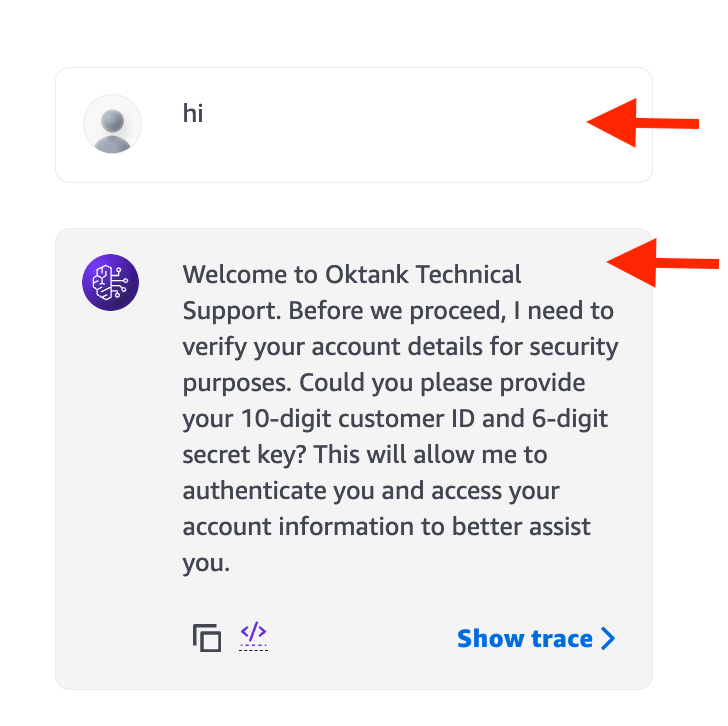 hi
Welcome to Oktank Technical
Support. Before we proceed, I need to
verify your account details for security
purposes. Could you please provide
your 10-digit customer ID and 6-digit
secret key? This will allow me to
authenticate you and access your
account information to better assist
you.
</> Show trace >